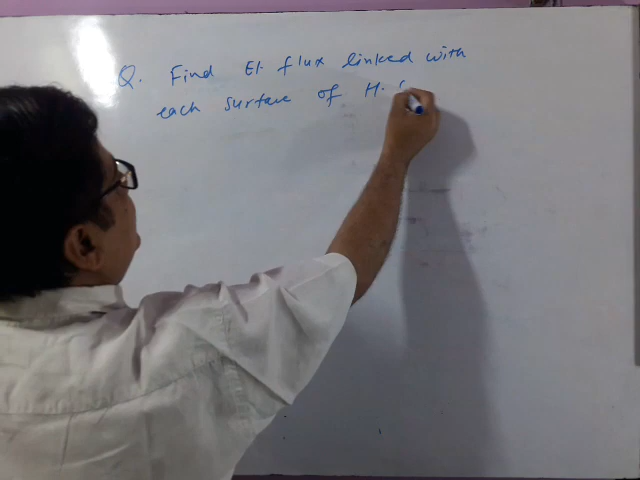 Q. Find El. flux linked with
each surface of H.